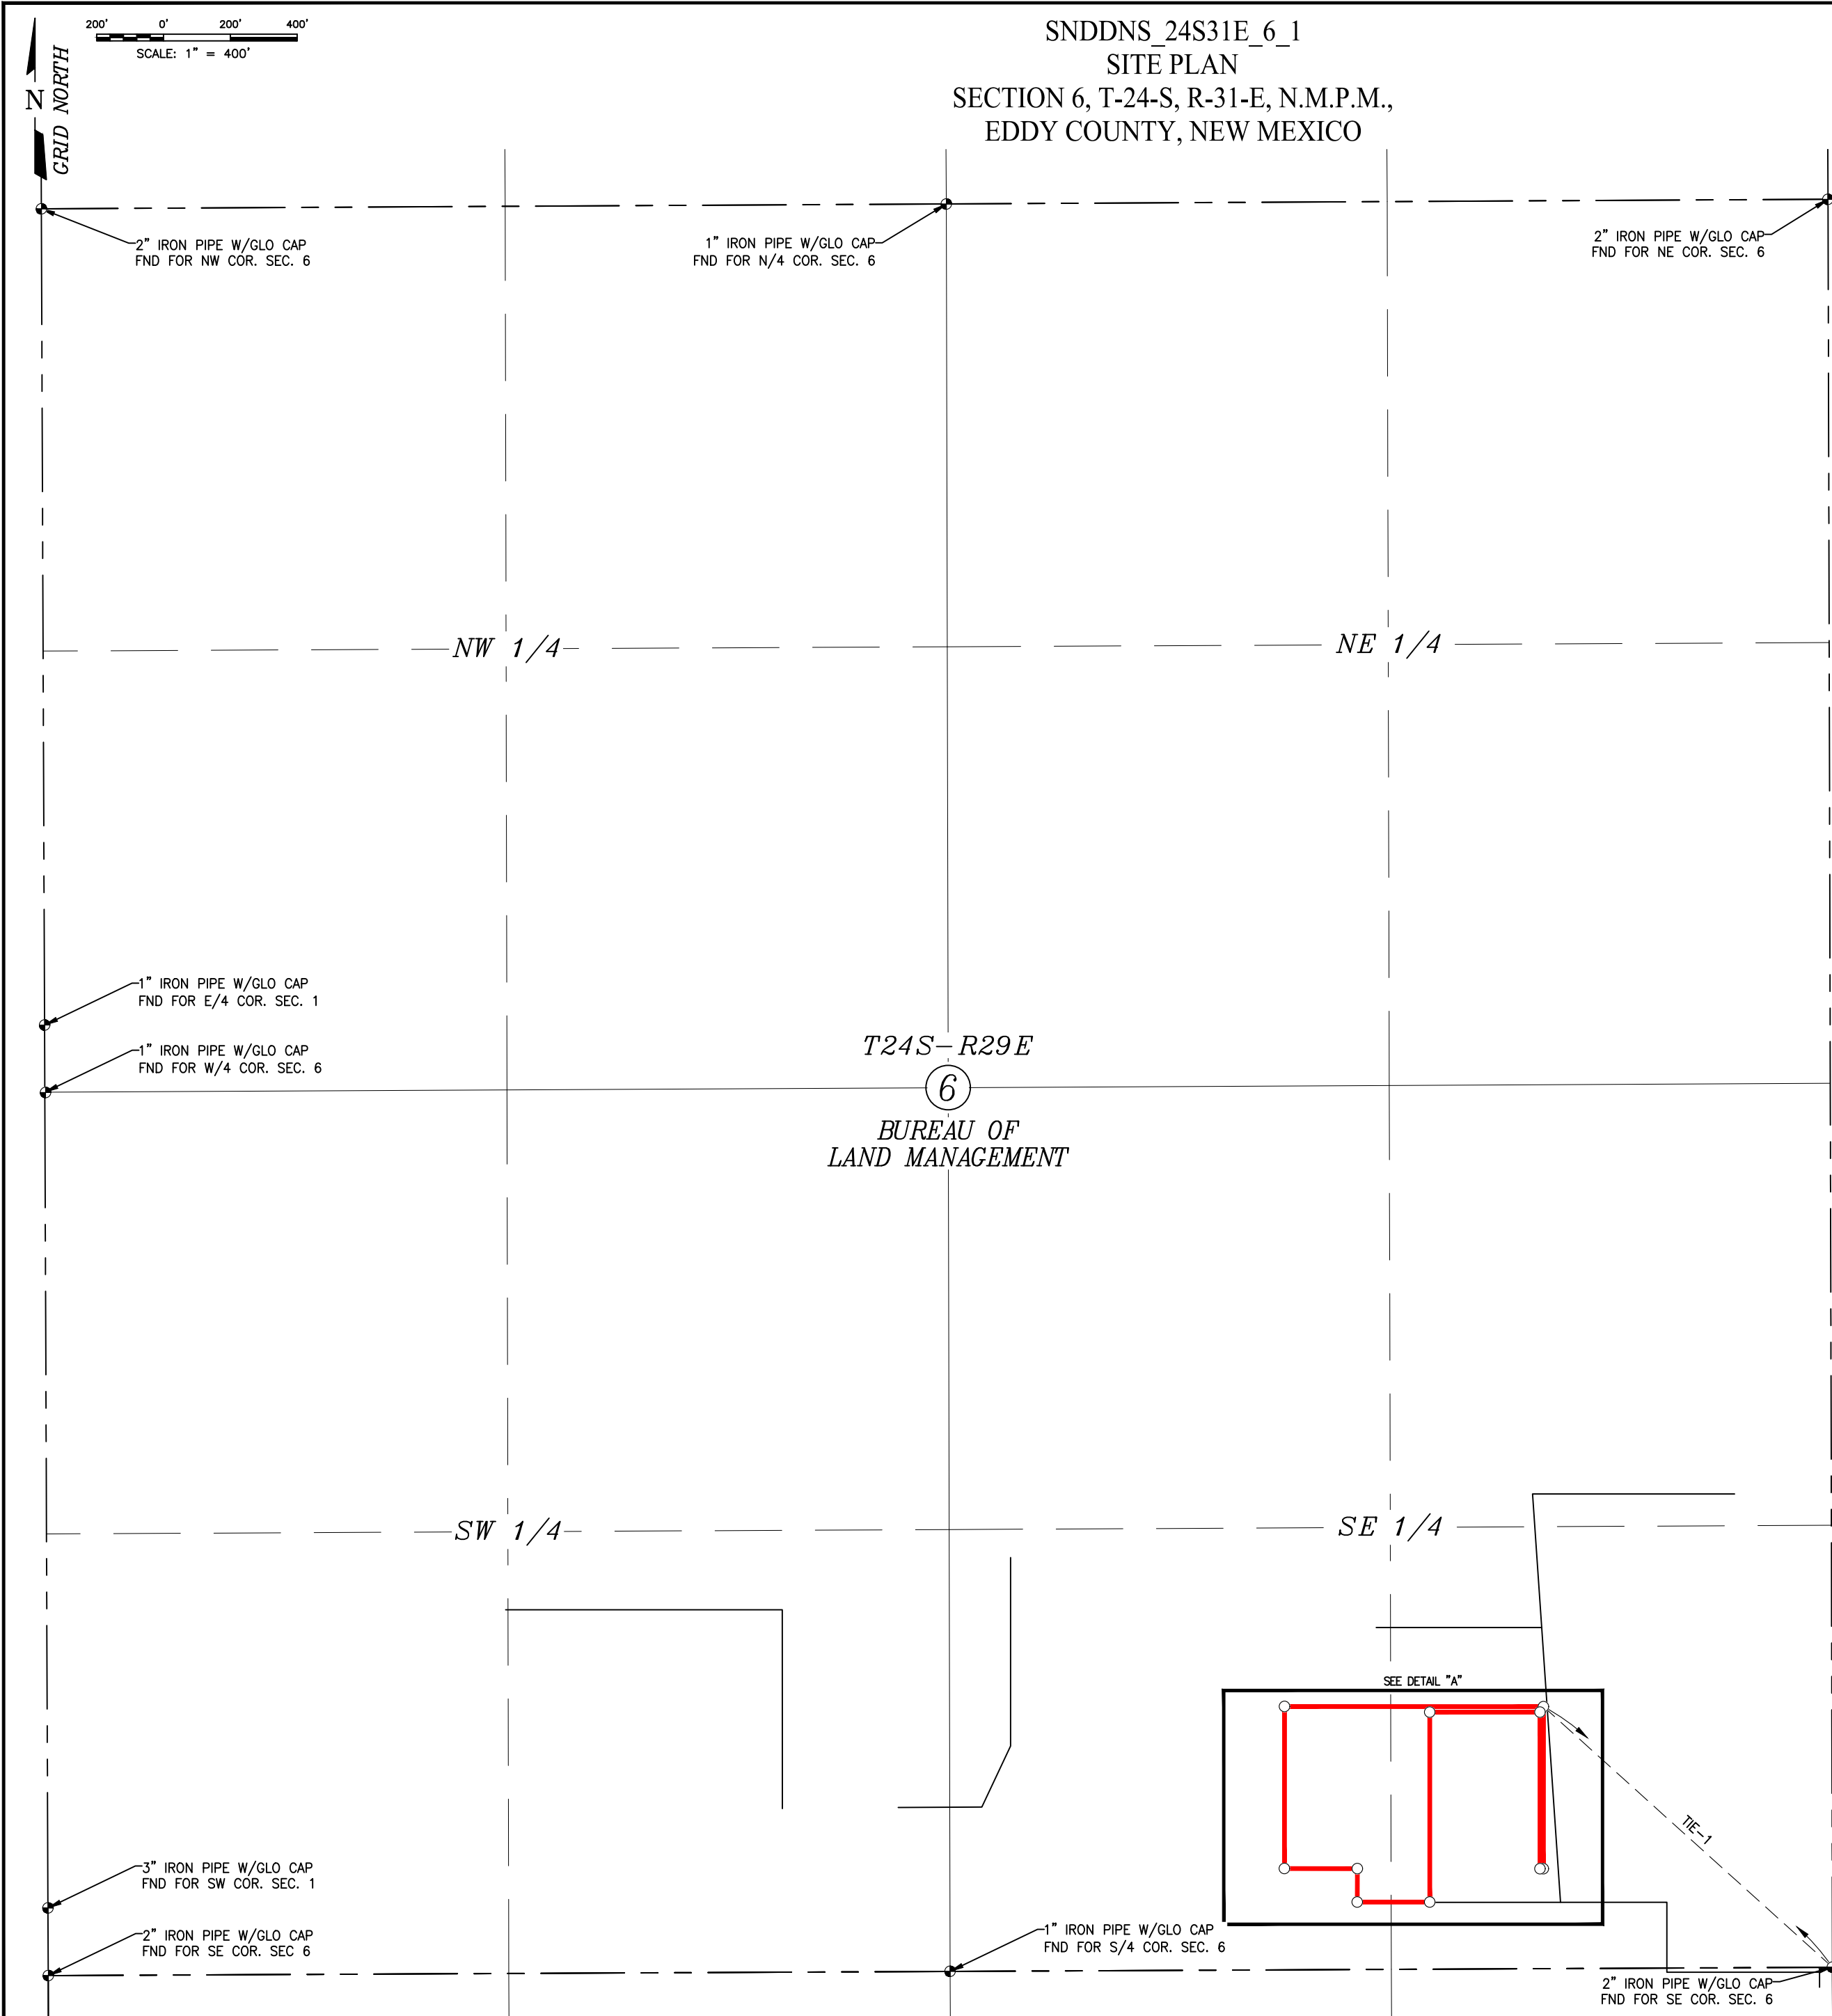 200' 0' 200' 400'
SCALE: 1" = 400'
N
GRID NORTH
SNDDNS_24S31E_6_1
SITE PLAN
SECTION 6, T-24-S, R-31-E, N.M.P.M.,
EDDY COUNTY, NEW MEXICO
2" IRON PIPE W/GLO CAP
FND FOR NW COR. SEC. 6
1" IRON PIPE W/GLO CAP
FND FOR N/4 COR. SEC. 6
2" IRON PIPE W/GLO CAP
FND FOR NE COR. SEC. 6
NW 1/4
NE 1/4
1" IRON PIPE W/GLO CAP
FND FOR E/4 COR. SEC. 1
1" IRON PIPE W/GLO CAP
FND FOR W/4 COR. SEC. 6
T24S-R29E
6
BUREAU OF
LAND MANAGEMENT
SW 1/4
SE 1/4
SEE DETAIL "A"
TIE-1
3" IRON PIPE W/GLO CAP
FND FOR SW COR. SEC. 1
2" IRON PIPE W/GLO CAP
FND FOR SE COR. SEC 6
1" IRON PIPE W/GLO CAP
FND FOR S/4 COR. SEC. 6
2" IRON PIPE W/GLO CAP
FND FOR SE COR. SEC. 6